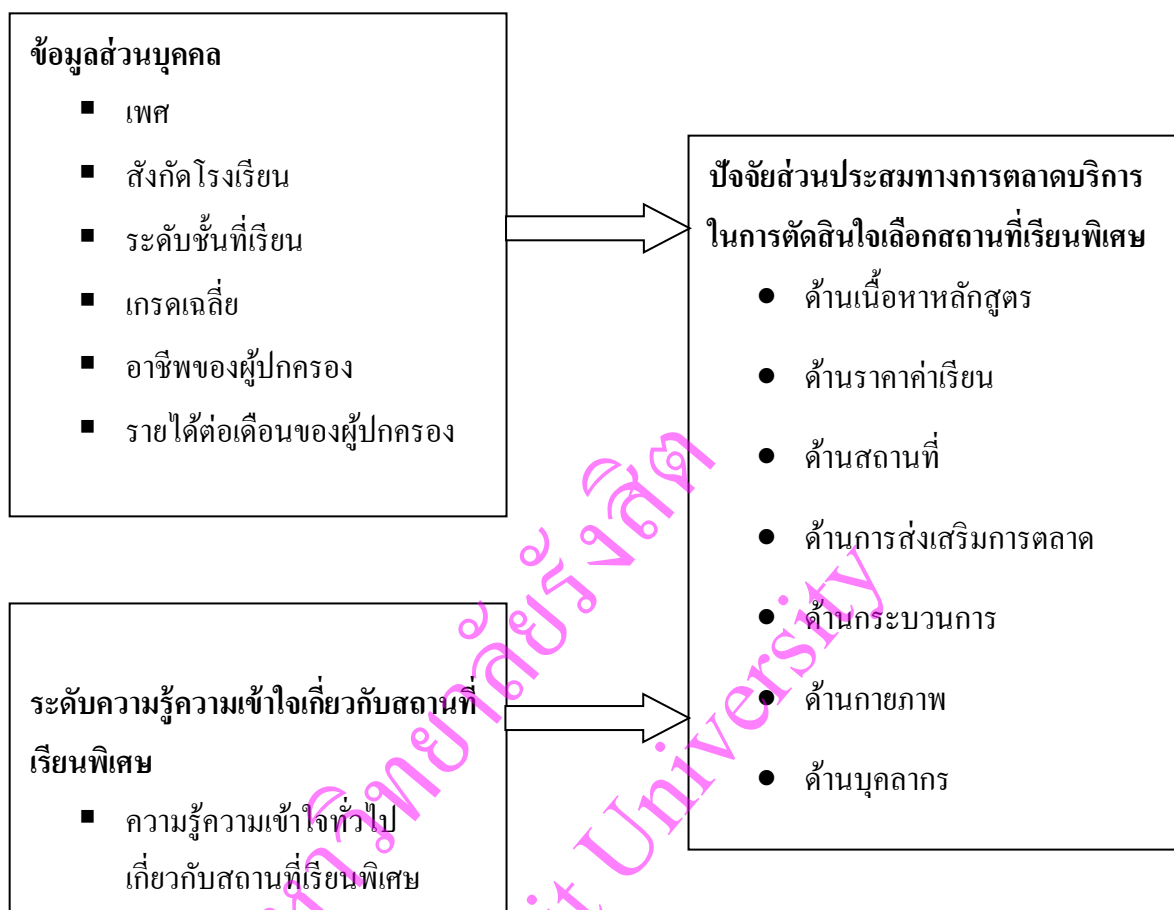 ข้อมูลส่วนบุคคล
▪ เพศ
▪ สังกัดโรงเรียน
▪ ระดับชั้นที่เรียน
▪ เกรดเฉลี่ย
▪ อาชีพของผู้ปกครอง
▪ รายได้ต่อเดือนของผู้ปกครอง
ระดับความรู้ความเข้าใจเกี่ยวกับสถานที่
เรียนพิเศษ
▪ ความรู้ความเข้าใจทั่วไป
เกี่ยวกับสถานที่เรียนพิเศษ
ปัจจัยส่วนประสมทางการตลาดบริการ
ในการตัดสินใจเลือกสถานที่เรียนพิเศษ
● ด้านเนื้อหาหลักสูตร
● ด้านราคาค่าเรียน
● ด้านสถานที่
● ด้านการส่งเสริมการตลาด
● ด้านกระบวนการ
● ด้านกายภาพ
● ด้านบุคลากร
วิทยาลัยรังสิต
University